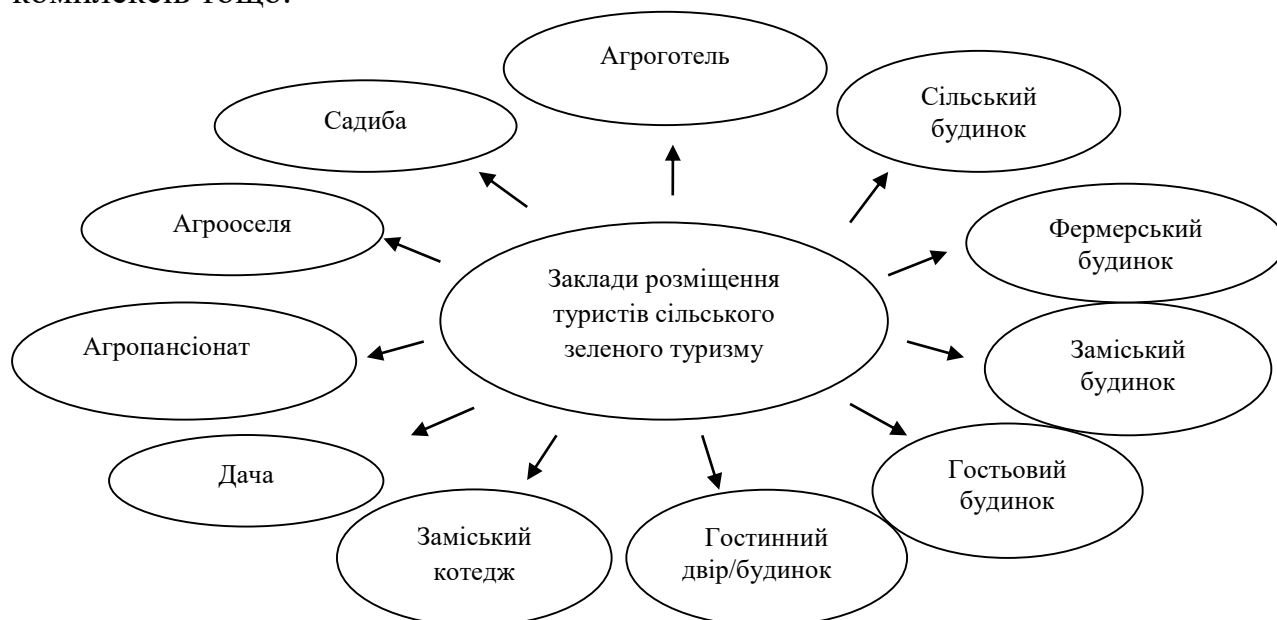 комплексів тощо.
Агроготель
Сільський
будинок
Садиба
Фермерський
будинок
Агрооселя
Заклади розміщення
туристів сільського
зеленого туризму
Агропансіонат
Заміський
будинок
Дача
Гостьовий
будинок
Заміський
котедж
Гостинний
двір/будинок